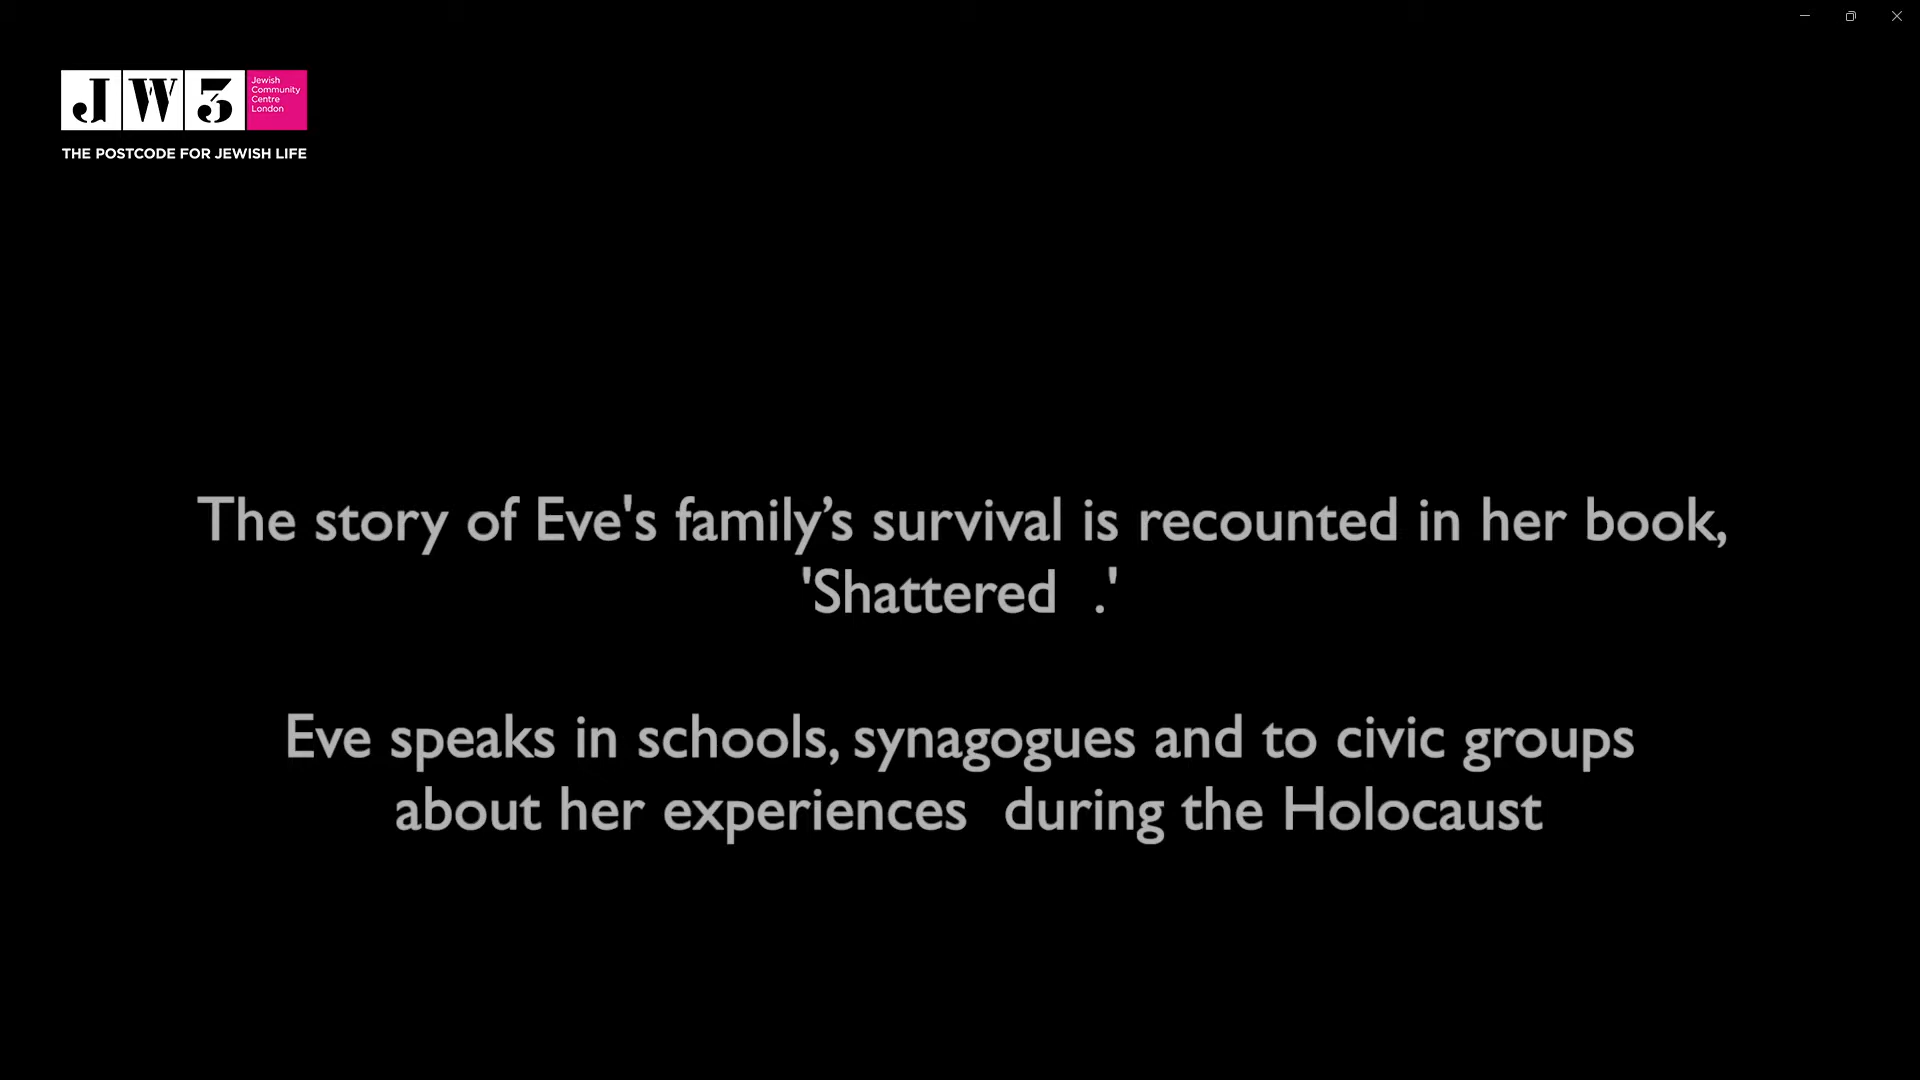 JW3
Jewish
Community
Centre
London
THE POSTCODE FOR JEWISH LIFE
The story of Eve's family’s survival is recounted in her book,
'Shattered .'
Eve speaks in schools, synagogues and to civic groups
about her experiences during the Holocaust